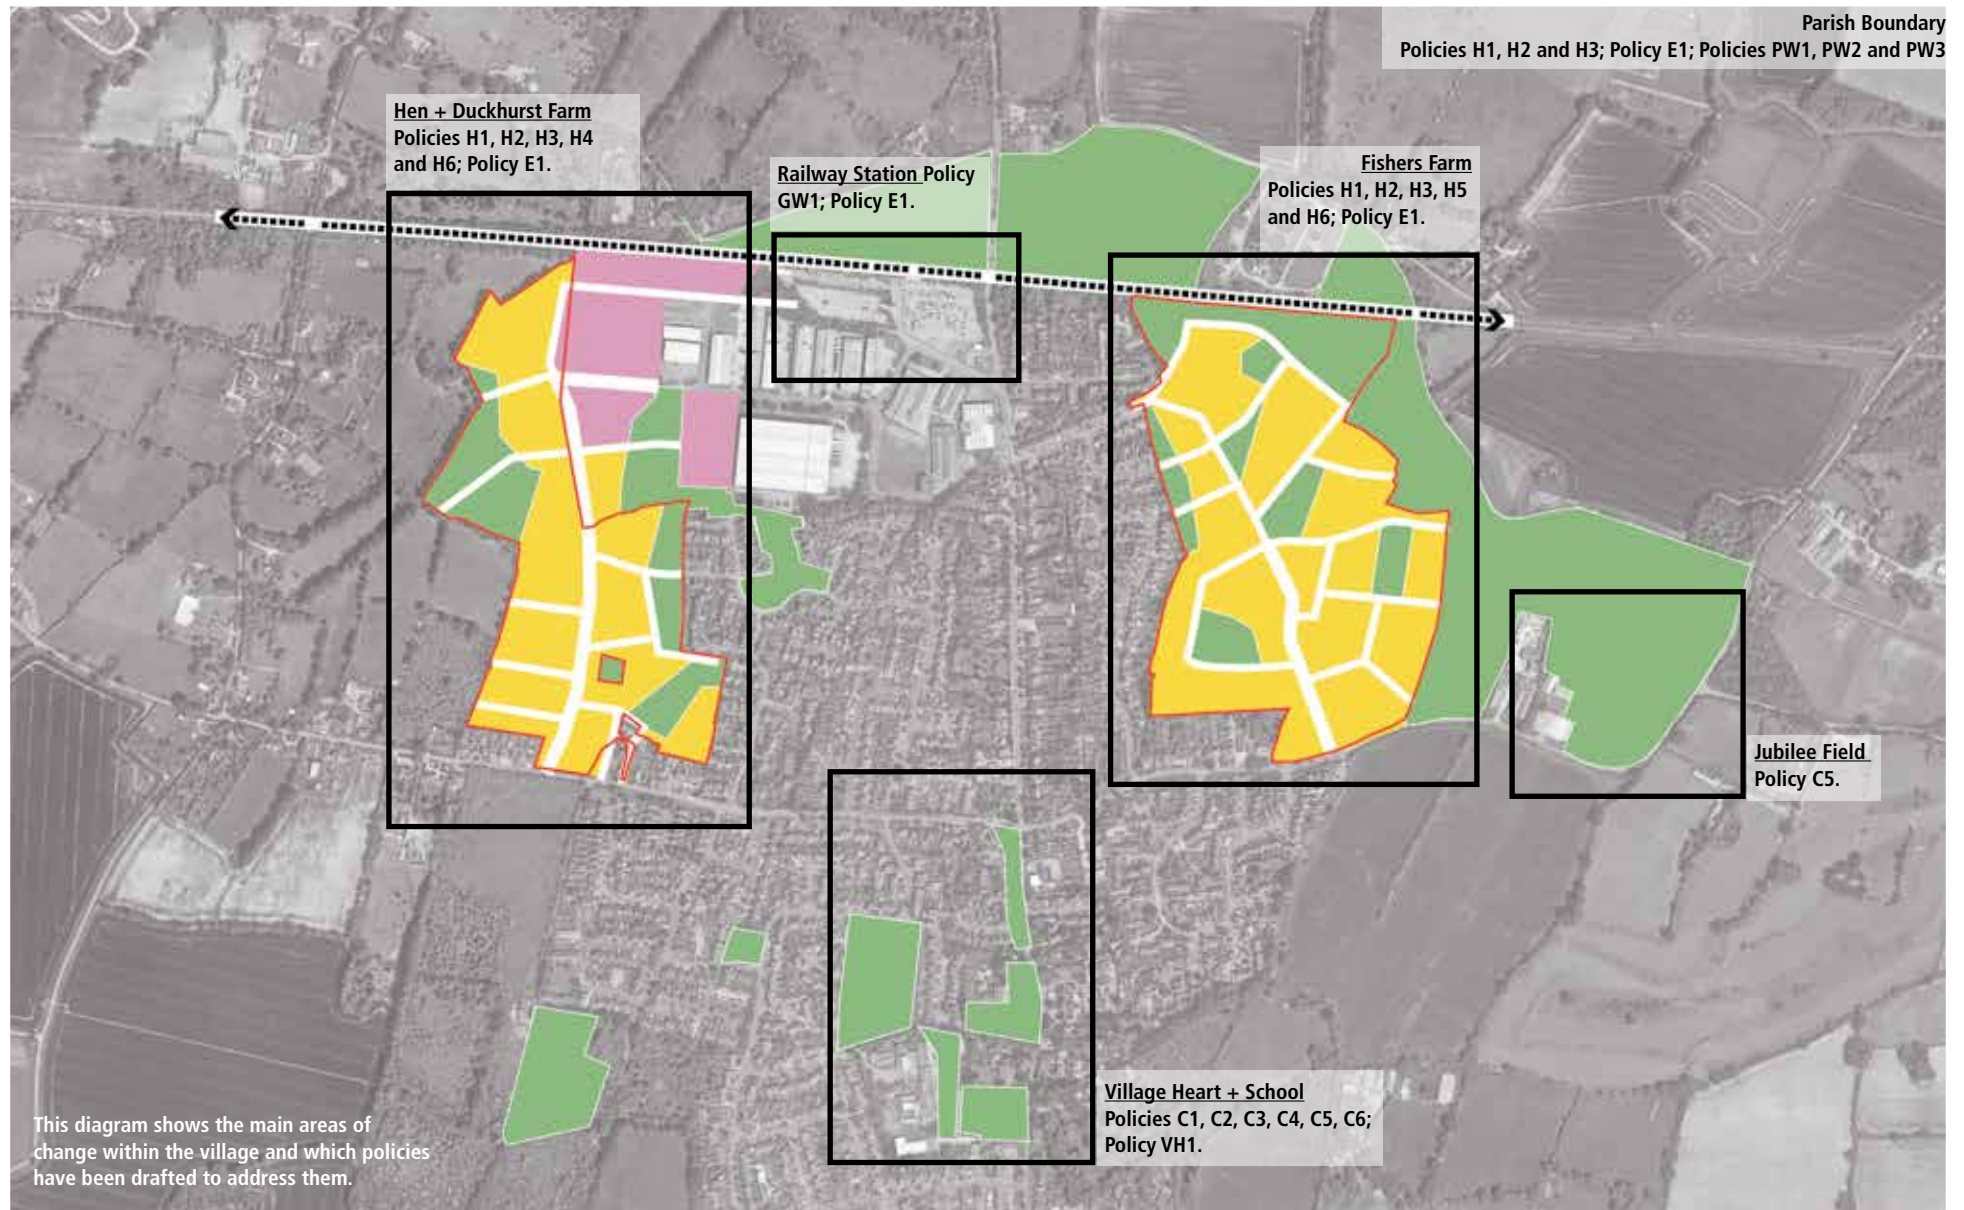 Parish Boundary
Policies H1, H2 and H3; Policy E1; Policies PW1, PW2 and PW3
Hen + Duckhurst Farm
Policies H1, H2, H3, H4
and H6; Policy E1.
Railway Station Policy
GW1; Policy E1.
Fishers Farm
Policies H1, H2, H3, H5
and H6; Policy E1.
Jubilee Field
Policy C5.
Village Heart + School
Policies C1, C2, C3, C4, C5, C6;
Policy VH1.
This diagram shows the main areas of
change within the village and which policies
have been drafted to address them.